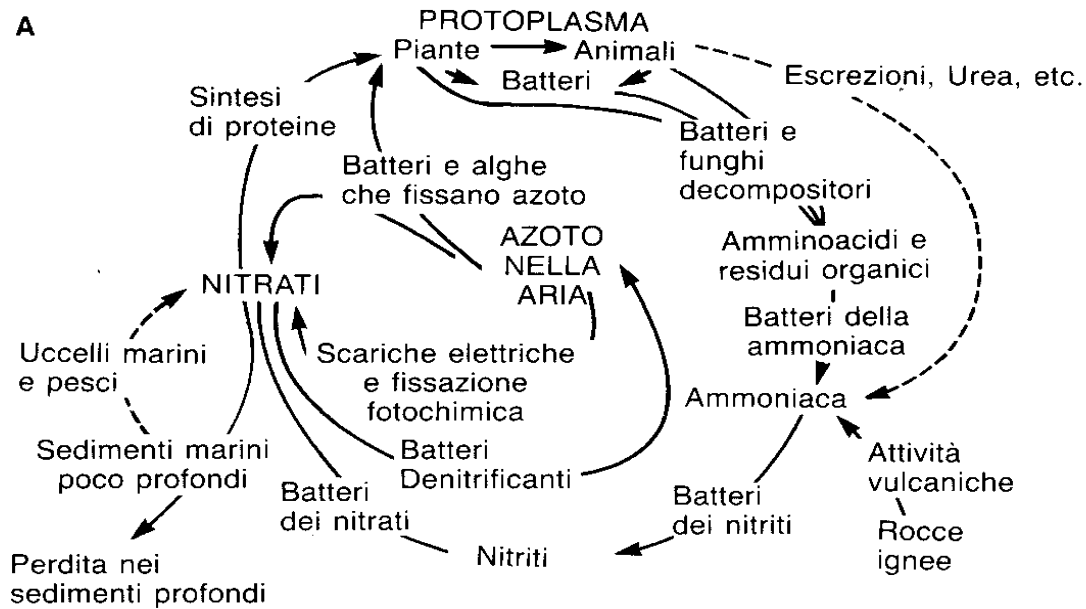 A
PROTOPLASMA
Piante
Animali
Batteri
Escrezioni, Urea, etc.
Sintesi
di proteine
Batteri e
funghi
decompositori
Batteri e alghe
che fissano azoto
AZOTO
NELLA
ARIA
Amminoacidi e
residui organici
NITRATI
Batteri della
ammoniaca
Uccelli marini
e pesci
Scariche elettriche
e fissazione
fotochimica
Ammoniaca
Sedimenti marini
poco profondi
Batteri
Denitrificanti
Attività
vulcaniche
Batteri
dei nitrati
Batteri
dei nitriti
Rocce
ignee
Nitriti
Perdita nei
sedimenti profondi